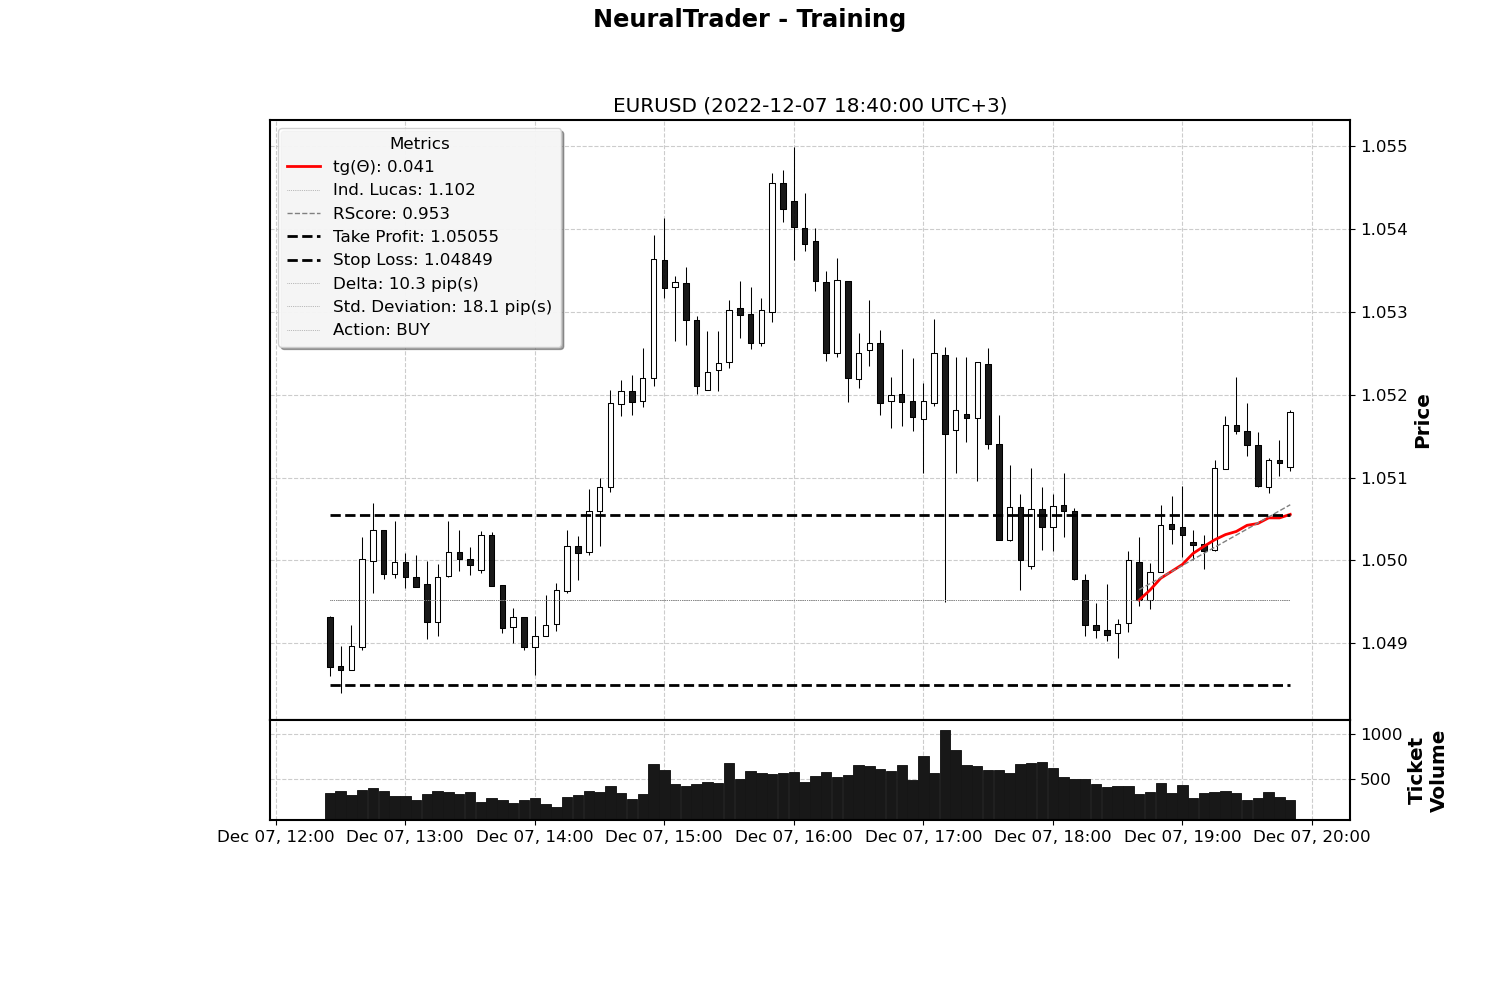 NeuralTrader - Training
EURUSD (2022-12-07 18:40:00 UTC+3)
Metrics
tg(Θ): 0.041
Ind. Lucas: 1.102
RScore: 0.953
Take Profit: 1.05055
Stop Loss: 1.04849
Delta: 10.3 pip(s)
Std. Deviation: 18.1 pip(s)
Action: BUY
1.055
1.054
1.053
1.052
1.051
1.050
1.049
Price
1000
500
Ticket
Volume
Dec 07, 12:00
Dec 07, 13:00
Dec 07, 14:00
Dec 07, 15:00
Dec 07, 16:00
Dec 07, 17:00
Dec 07, 18:00
Dec 07, 19:00
Dec 07, 20:00